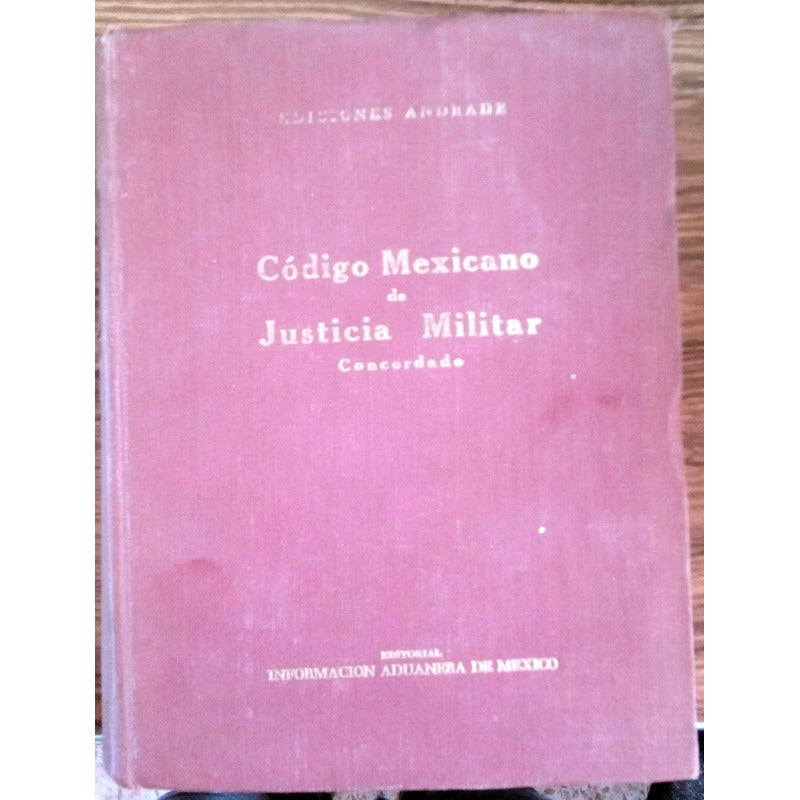 EDICIONES ANDRADE
Código Mexicano
de
Justicia Militar
Concordado
EDITORIAL
INFORMACION ADUANERA DE MEXICO